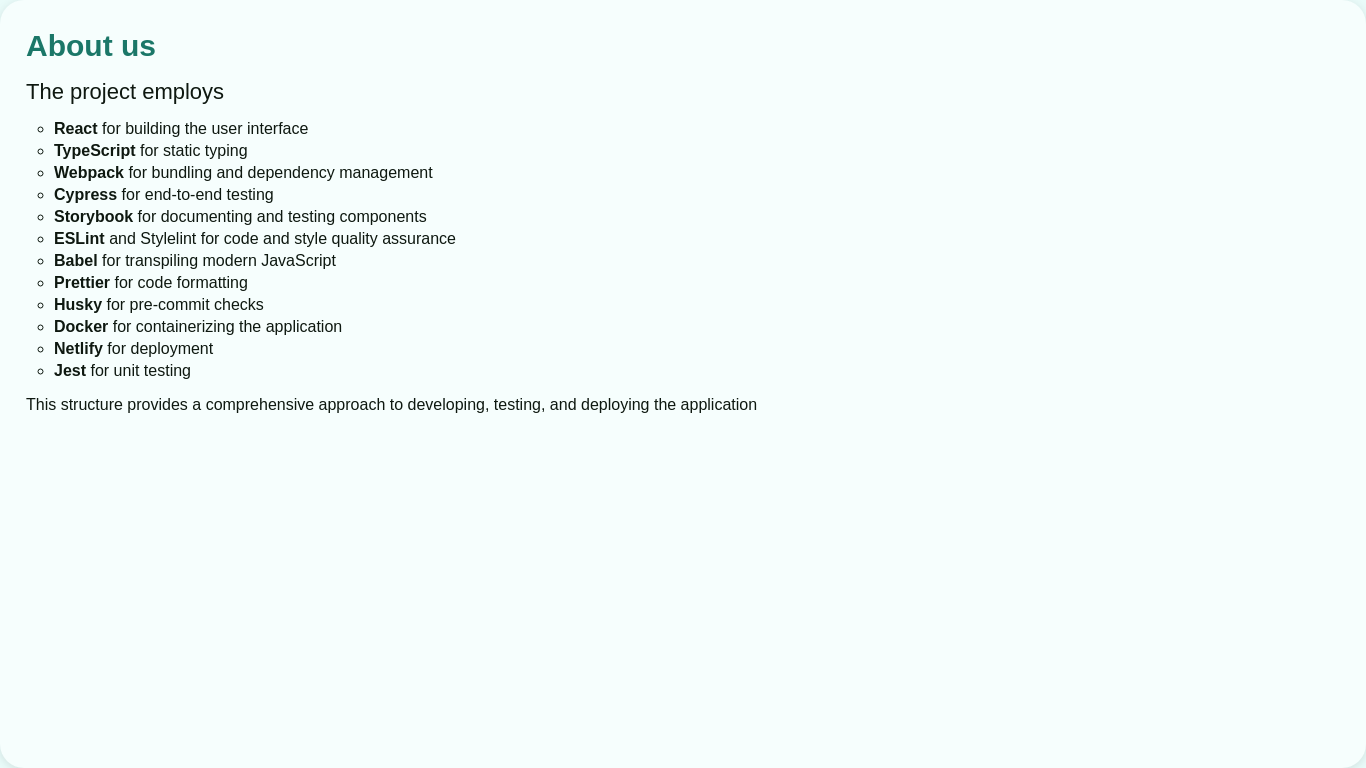 About us
The project employs
React for building the user interface
TypeScript for static typing
Webpack for bundling and dependency management
Cypress for end-to-end testing
Storybook for documenting and testing components
ESLint and Stylelint for code and style quality assurance
Babel for transpiling modern JavaScript
Prettier for code formatting
Husky for pre-commit checks
Docker for containerizing the application
Netlify for deployment
Jest for unit testing
This structure provides a comprehensive approach to developing, testing, and deploying the application